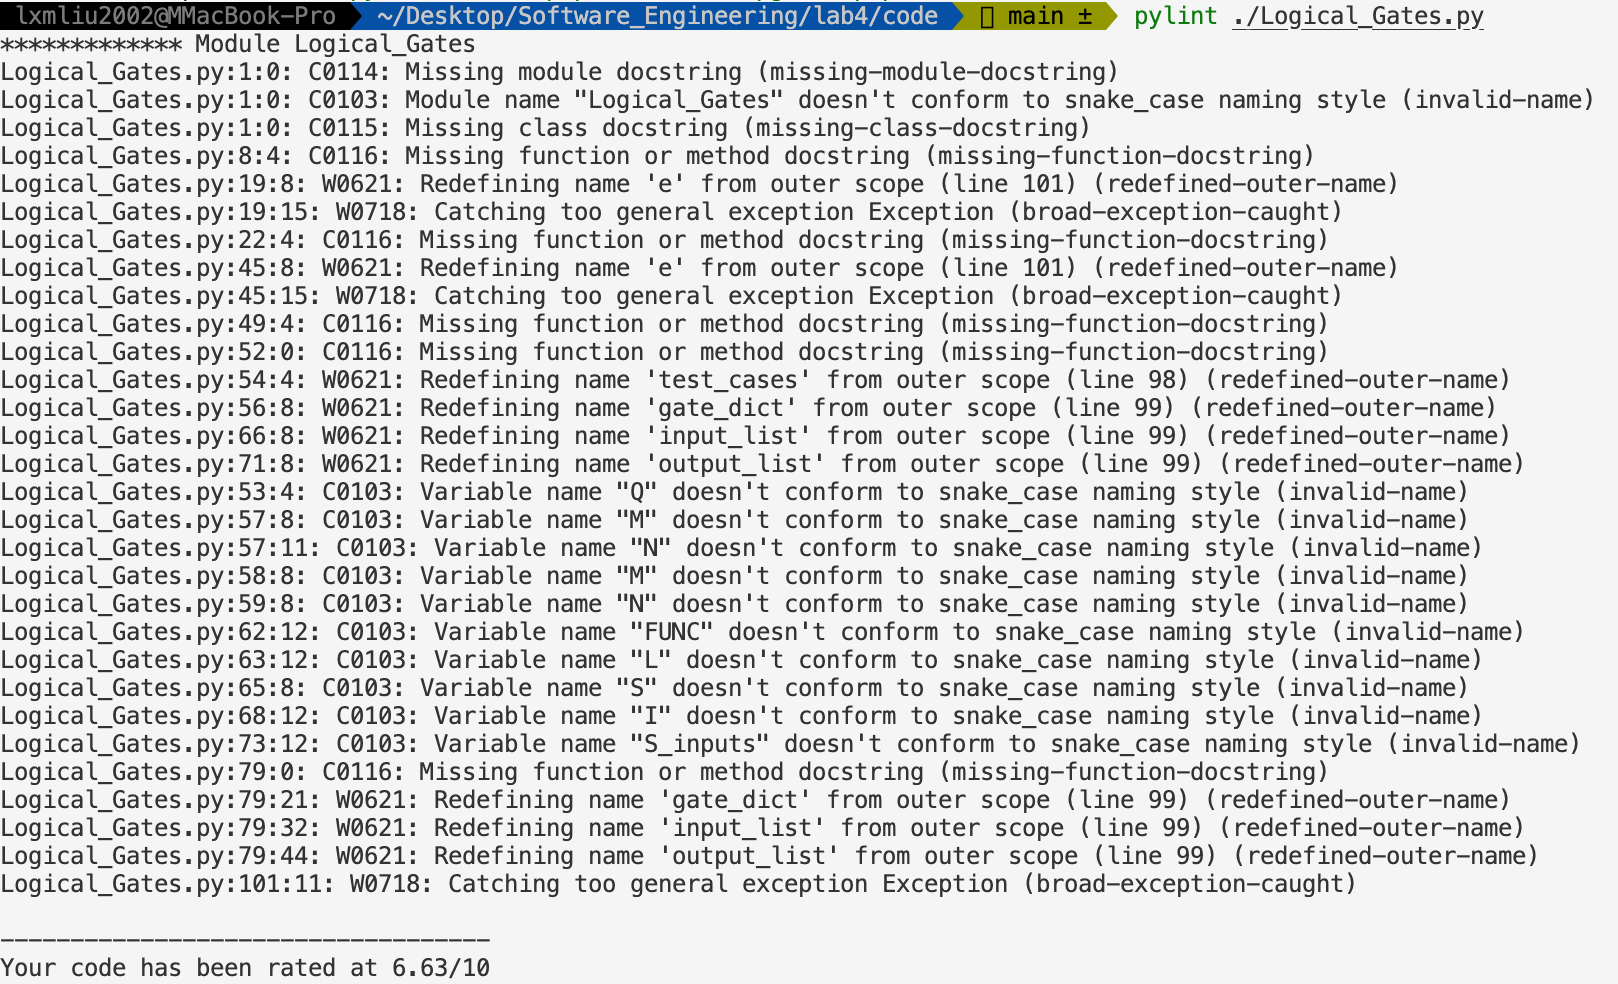 lxmliu2002@MMacBook-Pro ~/Desktop/Software_Engineering/lab4/code main ± pylint ./Logical_Gates.py
************* Module Logical_Gates
Logical_Gates.py:1:0: C0114: Missing module docstring (missing-module-docstring)
Logical_Gates.py:1:0: C0103: Module name "Logical_Gates" doesn't conform to snake_case naming style (invalid-name)
Logical_Gates.py:1:0: C0115: Missing class docstring (missing-class-docstring)
Logical_Gates.py:8:4: C0116: Missing function or method docstring (missing-function-docstring)
Logical_Gates.py:19:8: W0621: Redefining name 'e' from outer scope (line 101) (redefined-outer-name)
Logical_Gates.py:19:15: W0718: Catching too general exception Exception (broad-exception-caught)
Logical_Gates.py:22:4: C0116: Missing function or method docstring (missing-function-docstring)
Logical_Gates.py:45:8: W0621: Redefining name 'e' from outer scope (line 101) (redefined-outer-name)
Logical_Gates.py:45:15: W0718: Catching too general exception Exception (broad-exception-caught)
Logical_Gates.py:49:4: C0116: Missing function or method docstring (missing-function-docstring)
Logical_Gates.py:52:0: C0116: Missing function or method docstring (missing-function-docstring)
Logical_Gates.py:54:4: W0621: Redefining name 'test_cases' from outer scope (line 98) (redefined-outer-name)
Logical_Gates.py:56:8: W0621: Redefining name 'gate_dict' from outer scope (line 99) (redefined-outer-name)
Logical_Gates.py:66:8: W0621: Redefining name 'input_list' from outer scope (line 99) (redefined-outer-name)
Logical_Gates.py:71:8: W0621: Redefining name 'output_list' from outer scope (line 99) (redefined-outer-name)
Logical_Gates.py:53:4: C0103: Variable name "Q" doesn't conform to snake_case naming style (invalid-name)
Logical_Gates.py:57:8: C0103: Variable name "M" doesn't conform to snake_case naming style (invalid-name)
Logical_Gates.py:57:11: C0103: Variable name "N" doesn't conform to snake_case naming style (invalid-name)
Logical_Gates.py:58:8: C0103: Variable name "M" doesn't conform to snake_case naming style (invalid-name)
Logical_Gates.py:59:8: C0103: Variable name "N" doesn't conform to snake_case naming style (invalid-name)
Logical_Gates.py:62:12: C0103: Variable name "FUNC" doesn't conform to snake_case naming style (invalid-name)
Logical_Gates.py:63:12: C0103: Variable name "L" doesn't conform to snake_case naming style (invalid-name)
Logical_Gates.py:65:8: C0103: Variable name "S" doesn't conform to snake_case naming style (invalid-name)
Logical_Gates.py:68:12: C0103: Variable name "I" doesn't conform to snake_case naming style (invalid-name)
Logical_Gates.py:73:12: C0103: Variable name "S_inputs" doesn't conform to snake_case naming style (invalid-name)
Logical_Gates.py:79:0: C0116: Missing function or method docstring (missing-function-docstring)
Logical_Gates.py:79:21: W0621: Redefining name 'gate_dict' from outer scope (line 99) (redefined-outer-name)
Logical_Gates.py:79:32: W0621: Redefining name 'input_list' from outer scope (line 99) (redefined-outer-name)
Logical_Gates.py:79:44: W0621: Redefining name 'output_list' from outer scope (line 99) (redefined-outer-name)
Logical_Gates.py:101:11: W0718: Catching too general exception Exception (broad-exception-caught)
-----------------------------------
Your code has been rated at 6.63/10